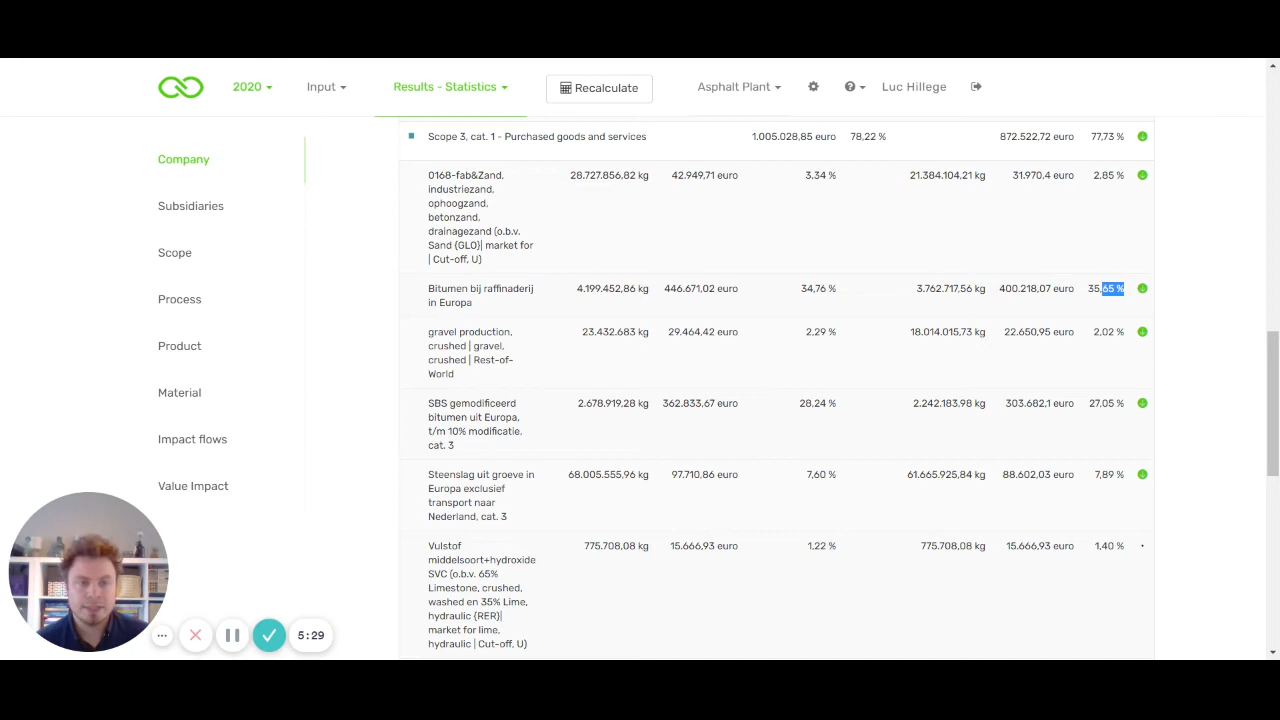 2020 Input Results - Statistics Recalculate Asphalt Plant Luc Hillege
Company
Subsidiaries
Scope
Process
Product
Material
Impact flows
Value Impact
Scope 3, cat. 1 - Purchased goods and services 1.005.028,85 euro 78,22 % 872.522,72 euro 77,73 %
0168-fab&Zand, 28.727.856,82 kg 42.949,71 euro 3.34 % 21.384.104,21 kg 31.970,4 euro 2,85 %
industriezand,
ophoogzand,
betonzand,
drainagezand (o.b.v.
Sand {GLO}| market for
| Cut-off, U)
Bitumen bij raffinaderij 4.199.452,86 kg 446.671,02 euro 34,76 % 3.762.717,56 kg 400.218,07 euro 35,65 %
in Europa
gravel production, 23.432.683 kg 29.464,42 euro 2,29 % 18.014.015,73 kg 22.650,95 euro 2,02 %
crushed | gravel,
crushed | Rest-of-
World
SBS gemodificeerd 2.678.919,28 kg 362.833,67 euro 28,24 % 2.242.183,98 kg 303.682,1 euro 27,05 %
bitumen uit Europa,
t/m 10% modificatie,
cat. 3
Steenslag uit groeve in 68.005.555,96 kg 97.710,86 euro 7,60 % 61.665.925,84 kg 88.602,03 euro 7,89 %
Europa exclusief
transport naar
Nederland, cat. 3
Vulstof 775.708,08 kg 15.666,93 euro 1,22 % 775.708,08 kg 15.666,93 euro 1,40 %
middelsoort+hydroxide
SVC (o.b.v. 65%
Limestone, crushed,
washed en 35% Lime,
hydraulic {RER}|
market for lime,
hydraulic | Cut-off, U)
5:29